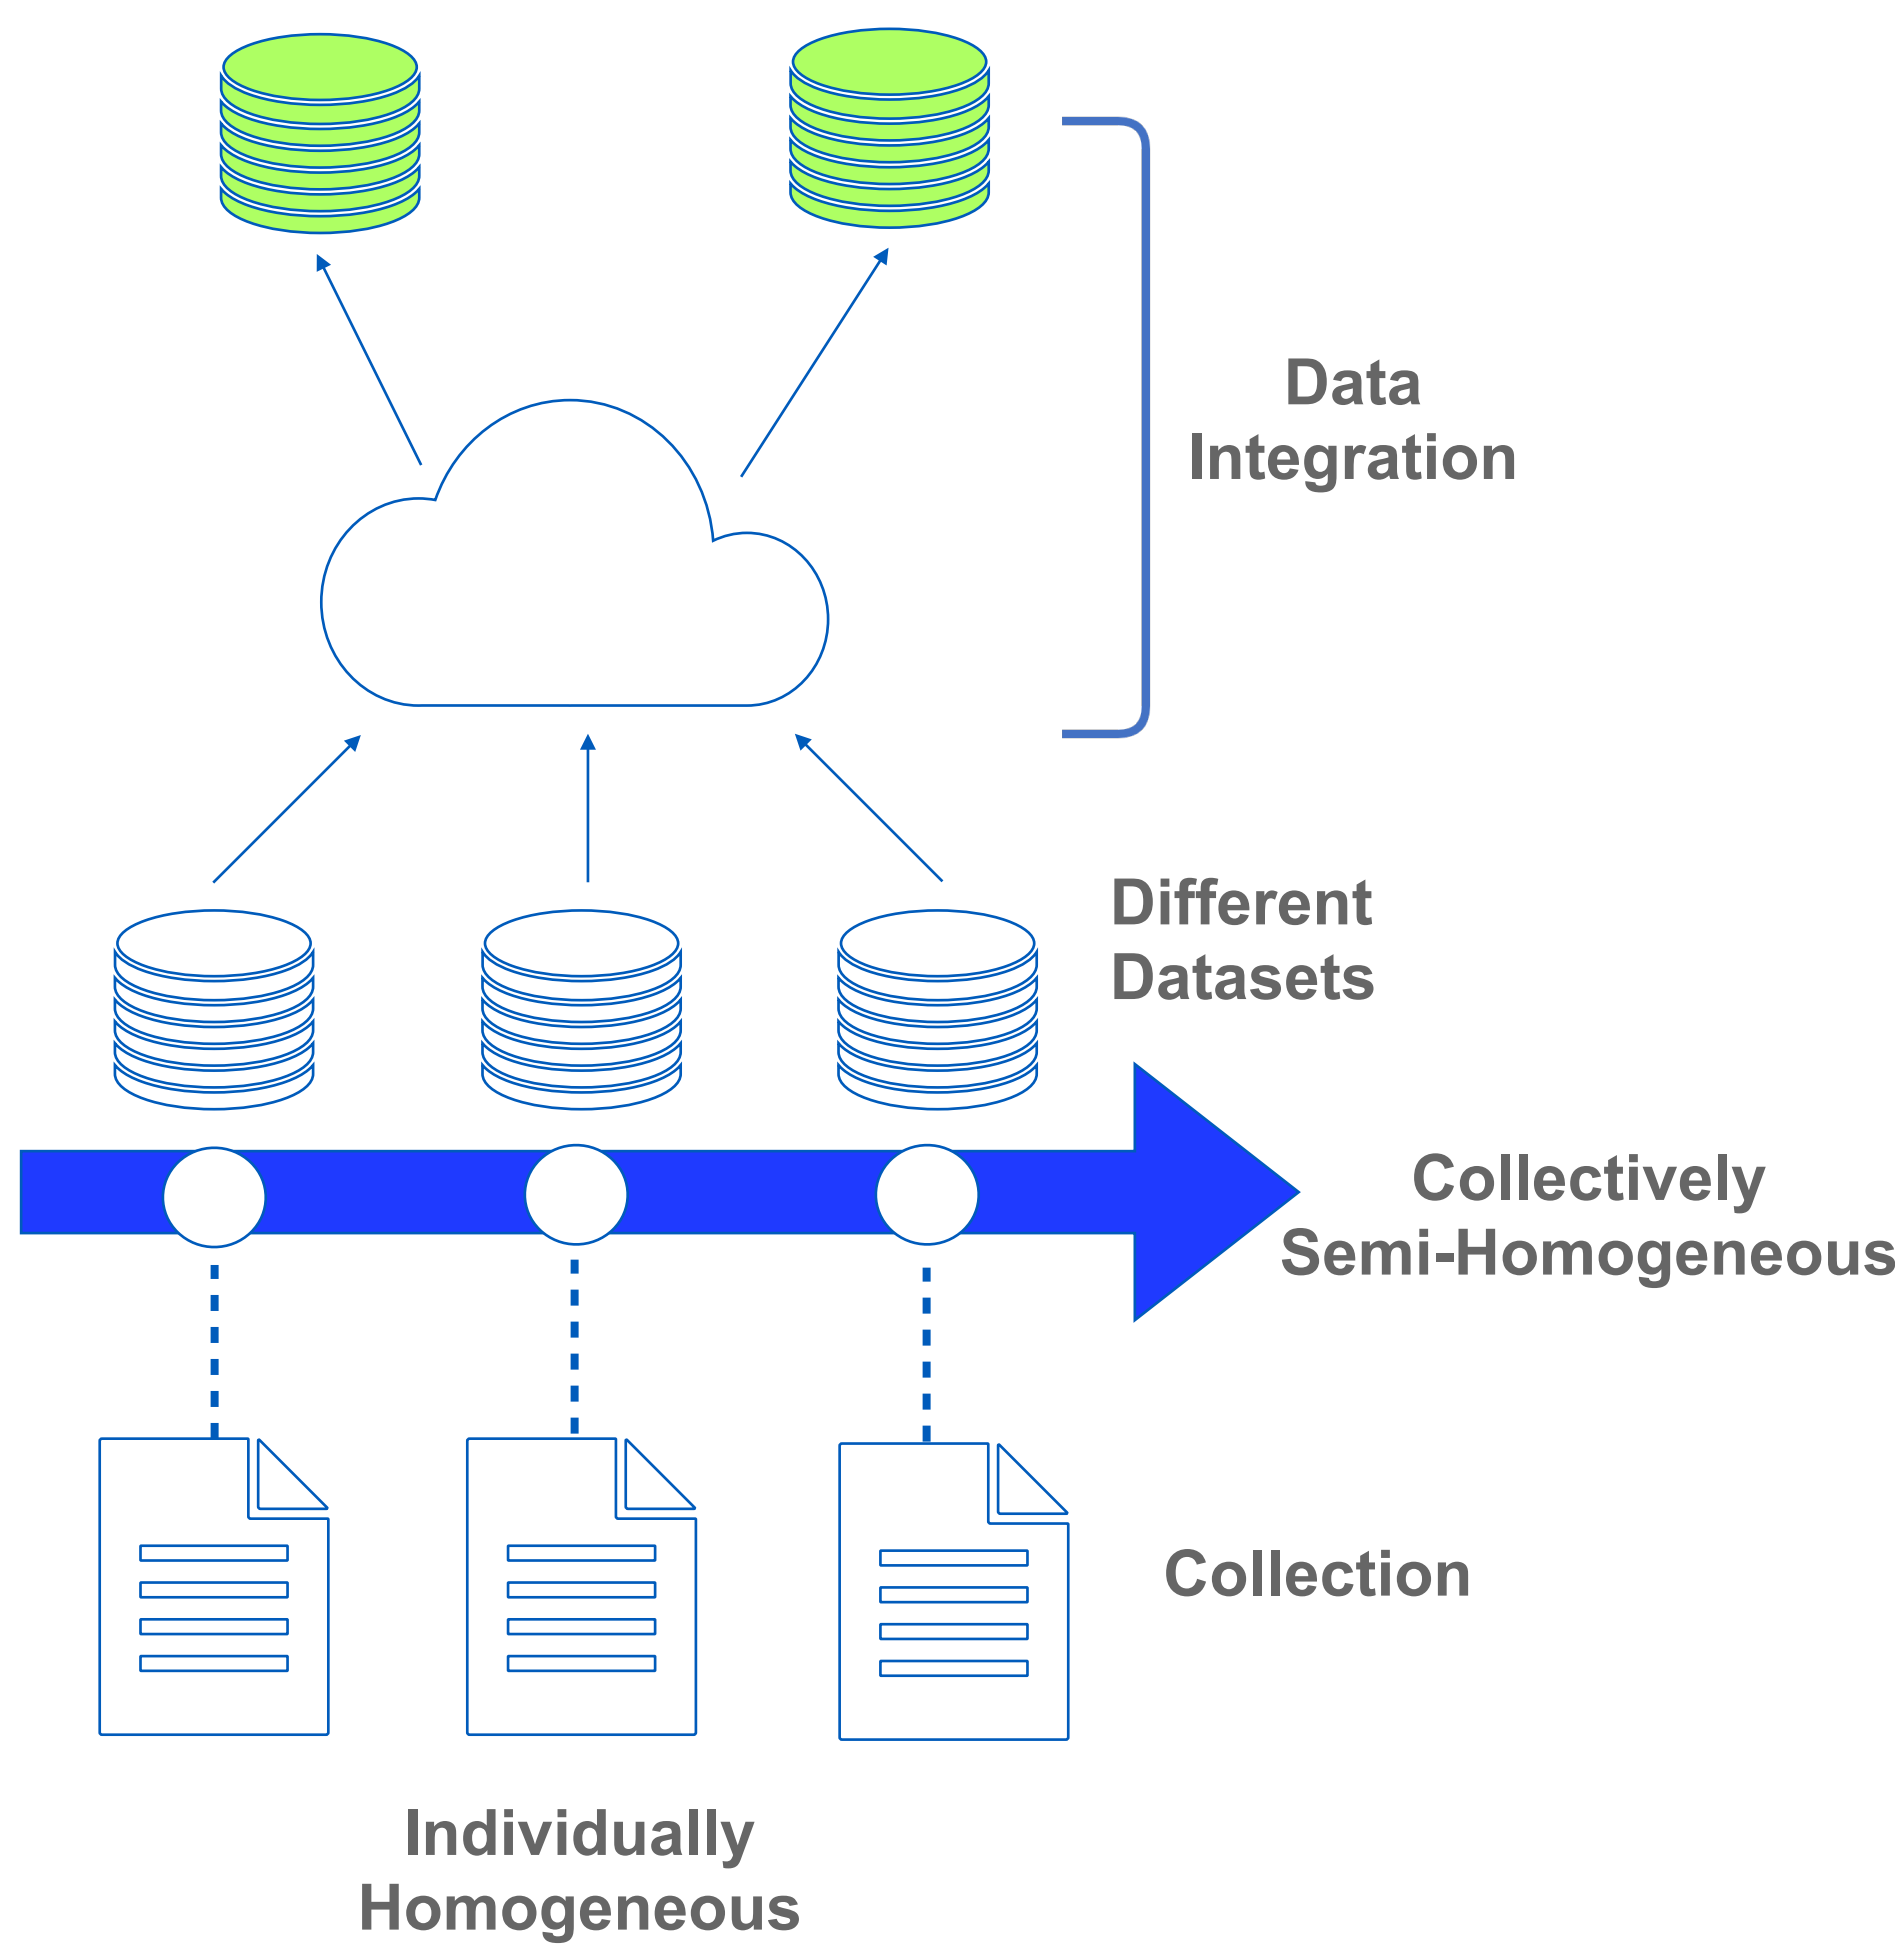 Data
Integration
Different
Datasets
Collectively
Semi-Homogeneous
Collection
Individually
Homogeneous